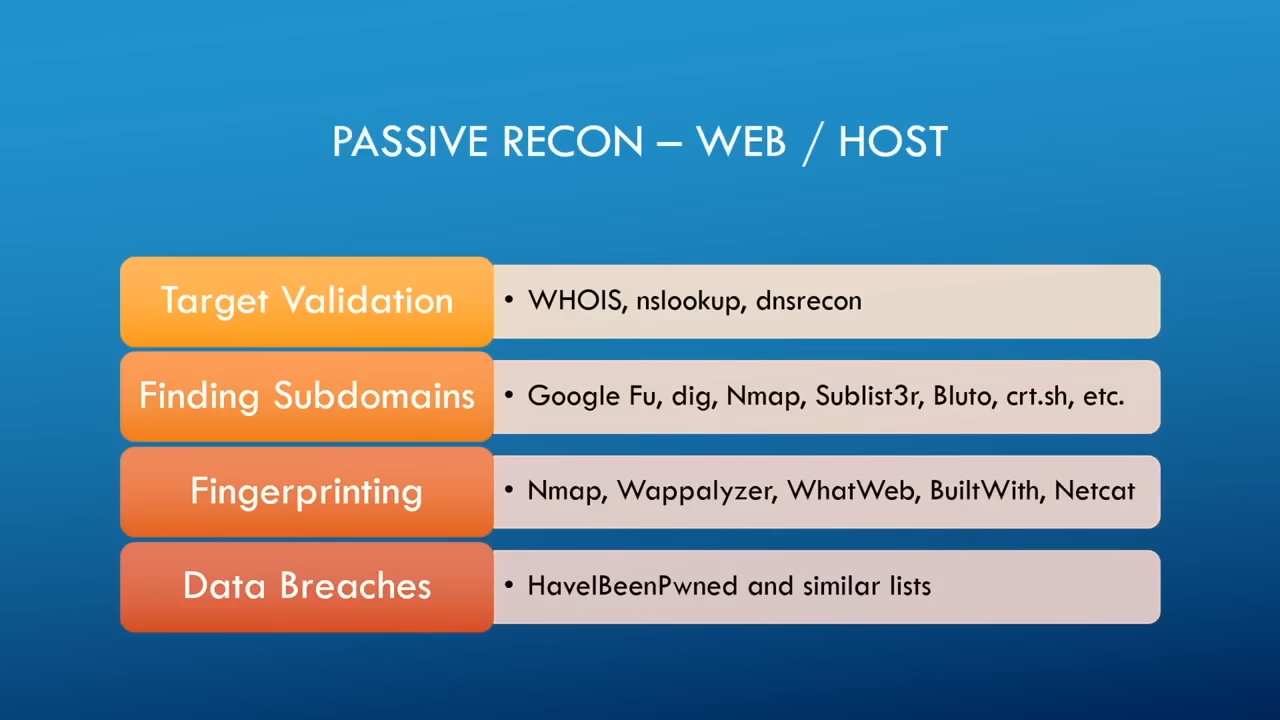 PASSIVE RECON – WEB / HOST
Target Validation
• WHOIS, nslookup, dnsrecon
Finding Subdomains
• Google Fu, dig, Nmap, Sublist3r, Bluto, crt.sh, etc.
Fingerprinting
• Nmap, Wappalyzer, WhatWeb, BuiltWith, Netcat
Data Breaches
• HaveIBeenPwned and similar lists